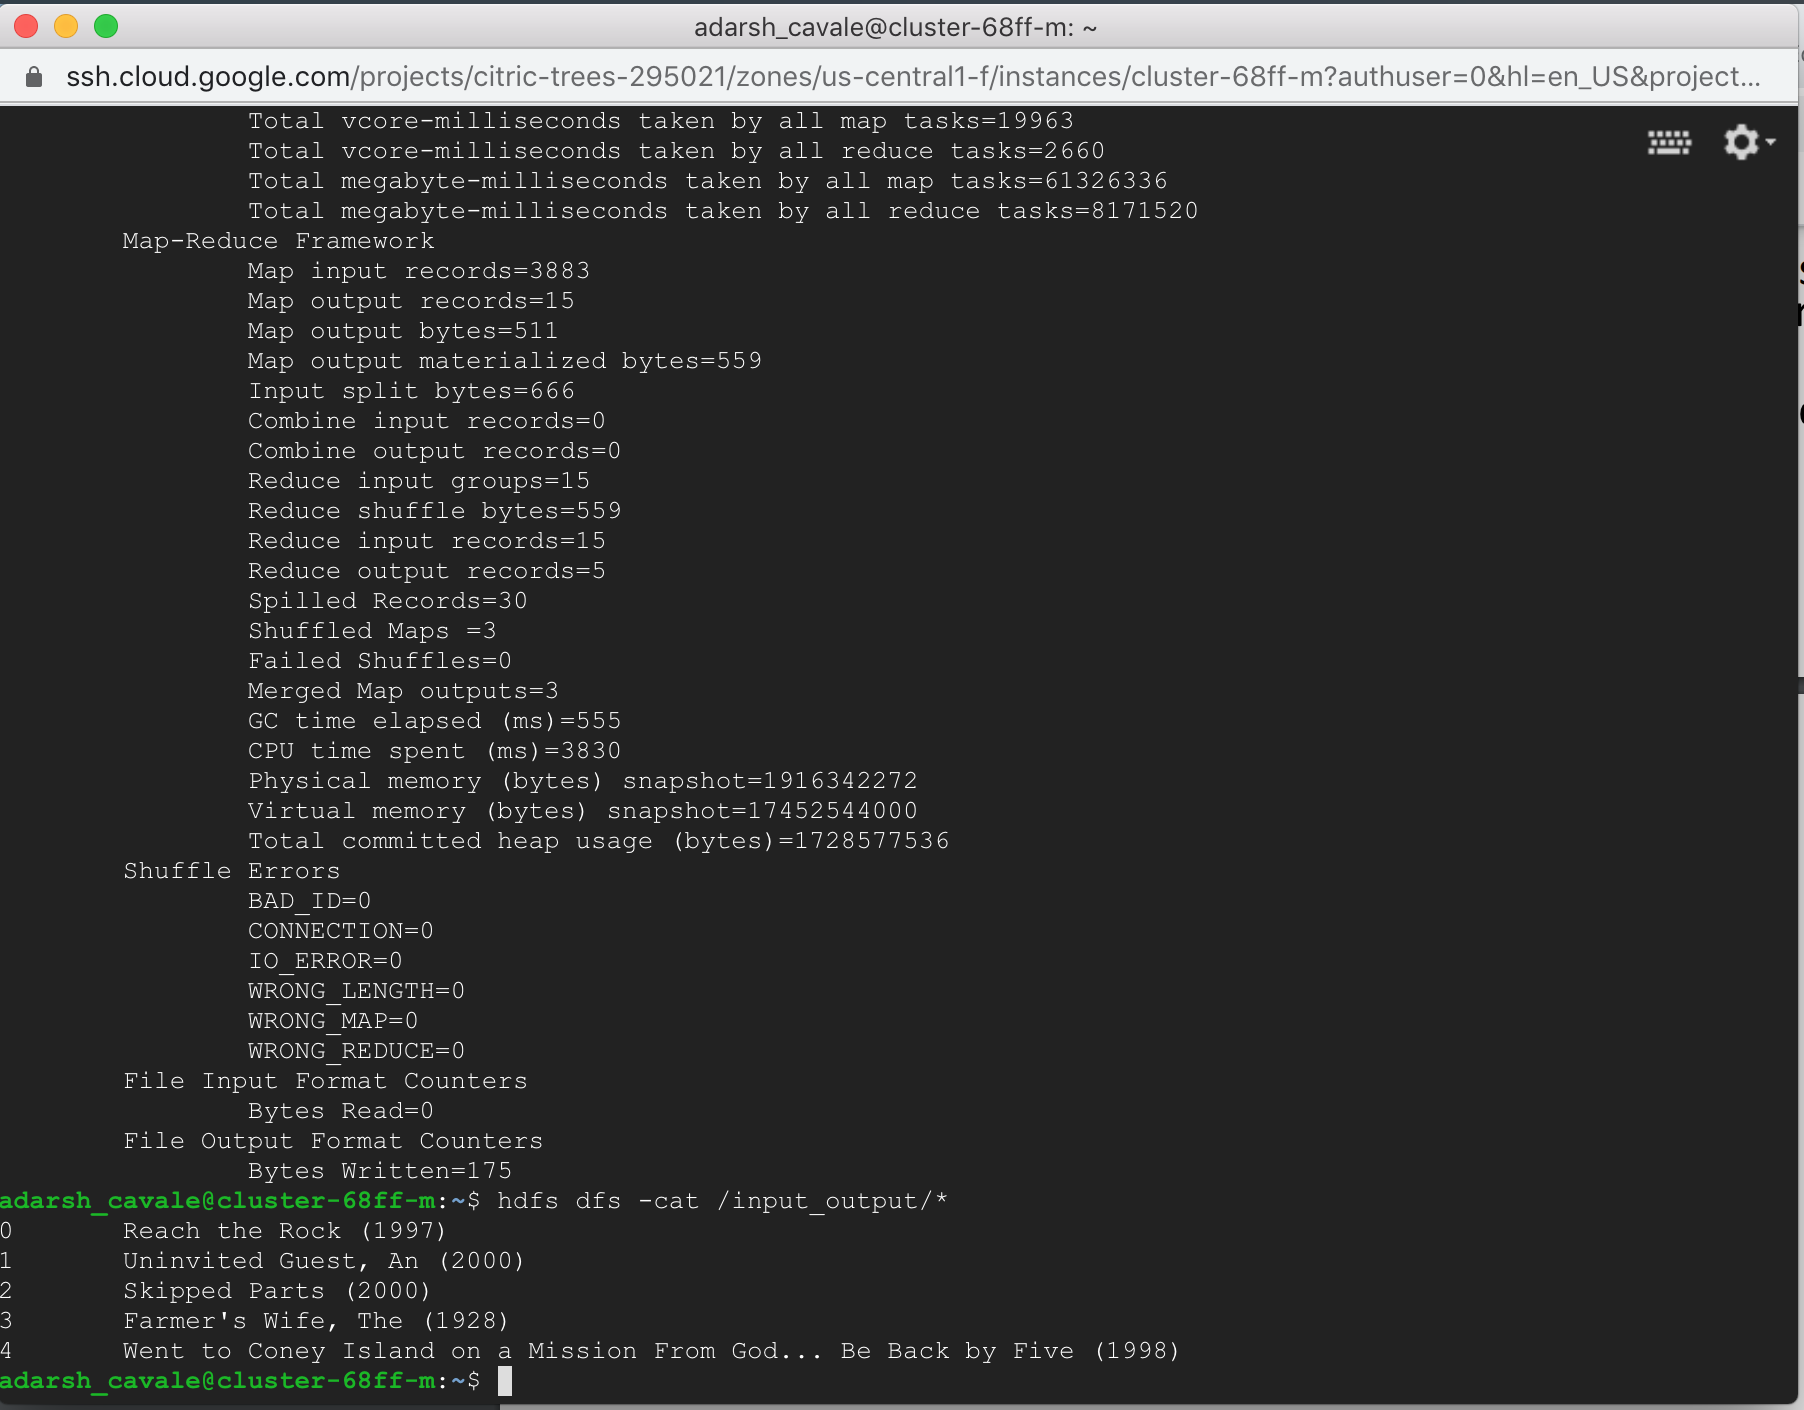 adarsh_cavale@cluster-68ff-m: ~
ssh.cloud.google.com/projects/citric-trees-295021/zones/us-central1-f/instances/cluster-68ff-m?authuser=0&hl=en_US&project...
Total vcore-milliseconds taken by all map tasks=19963
Total vcore-milliseconds taken by all reduce tasks=2660
Total megabyte-milliseconds taken by all map tasks=61326336
Total megabyte-milliseconds taken by all reduce tasks=8171520
Map-Reduce Framework
Map input records=3883
Map output records=15
Map output bytes=511
Map output materialized bytes=559
Input split bytes=666
Combine input records=0
Combine output records=0
Reduce input groups=15
Reduce shuffle bytes=559
Reduce input records=15
Reduce output records=5
Spilled Records=30
Shuffled Maps =3
Failed Shuffles=0
Merged Map outputs=3
GC time elapsed (ms)=555
CPU time spent (ms)=3830
Physical memory (bytes) snapshot=1916342272
Virtual memory (bytes) snapshot=17452544000
Total committed heap usage (bytes)=1728577536
Shuffle Errors
BAD_ID=0
CONNECTION=0
IO_ERROR=0
WRONG_LENGTH=0
WRONG_MAP=0
WRONG_REDUCE=0
File Input Format Counters
Bytes Read=0
File Output Format Counters
Bytes Written=175
adarsh_cavale@cluster-68ff-m:~$ hdfs dfs -cat /input_output/*
0 Reach the Rock (1997)
1 Uninvited Guest, An (2000)
2 Skipped Parts (2000)
3 Farmer's Wife, The (1928)
4 Went to Coney Island on a Mission From God... Be Back by Five (1998)
adarsh_cavale@cluster-68ff-m:~$